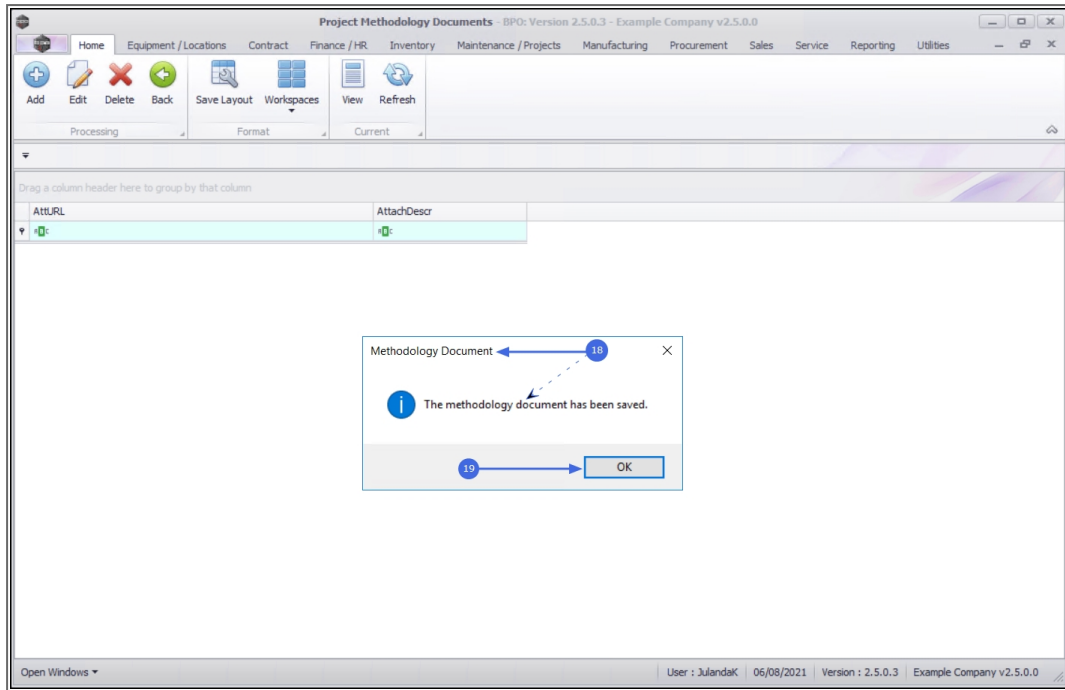 Project Methodology Documents - BPO: Version 2.5.0.3 - Example Company v2.5.0.0
Home Equipment / Locations Contract Finance / HR Inventory Maintenance / Projects Manufacturing Procurement Sales Service Reporting Utilities
Add Edit Delete Back Save Layout Workspaces View Refresh
Processing Format Current
Drag a column header here to group by that column
AttURL AttachDescr
Methodology Document 18
The methodology document has been saved.
19 OK
Open Windows User : JulandaK 06/08/2021 Version : 2.5.0.3 Example Company v2.5.0.0